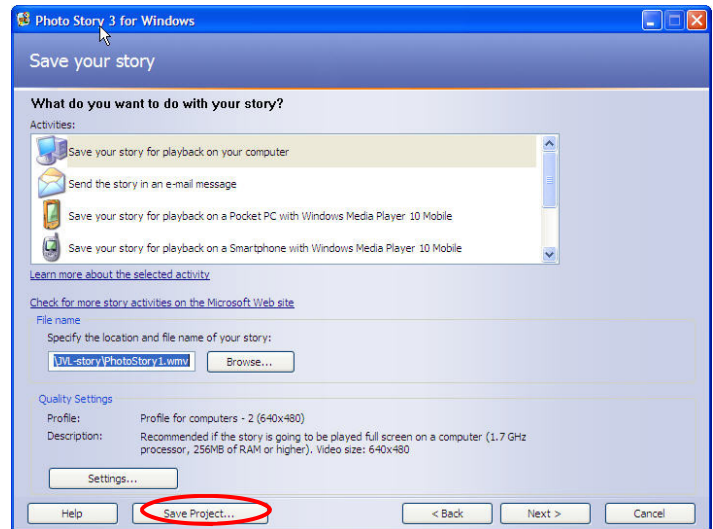 Photo Story 3 for Windows
Save your story
What do you want to do with your story?
Activities:
Save your story for playback on your computer
Send the story in an e-mail message
Save your story for playback on a Pocket PC with Windows Media Player 10 Mobile
Save your story for playback on a Smartphone with Windows Media Player 10 Mobile
Learn more about the selected activity
Check for more story activities on the Microsoft Web site
File name
Specify the location and file name of your story:
\JVL-story\PhotoStory1.wmv Browse...
Quality Settings
Profile: Profile for computers - 2 (640x480)
Description: Recommended if the story is going to be played full screen on a computer (1.7 GHz
processor, 256MB of RAM or higher). Video size: 640x480
Settings...
Help Save Project... < Back Next > Cancel